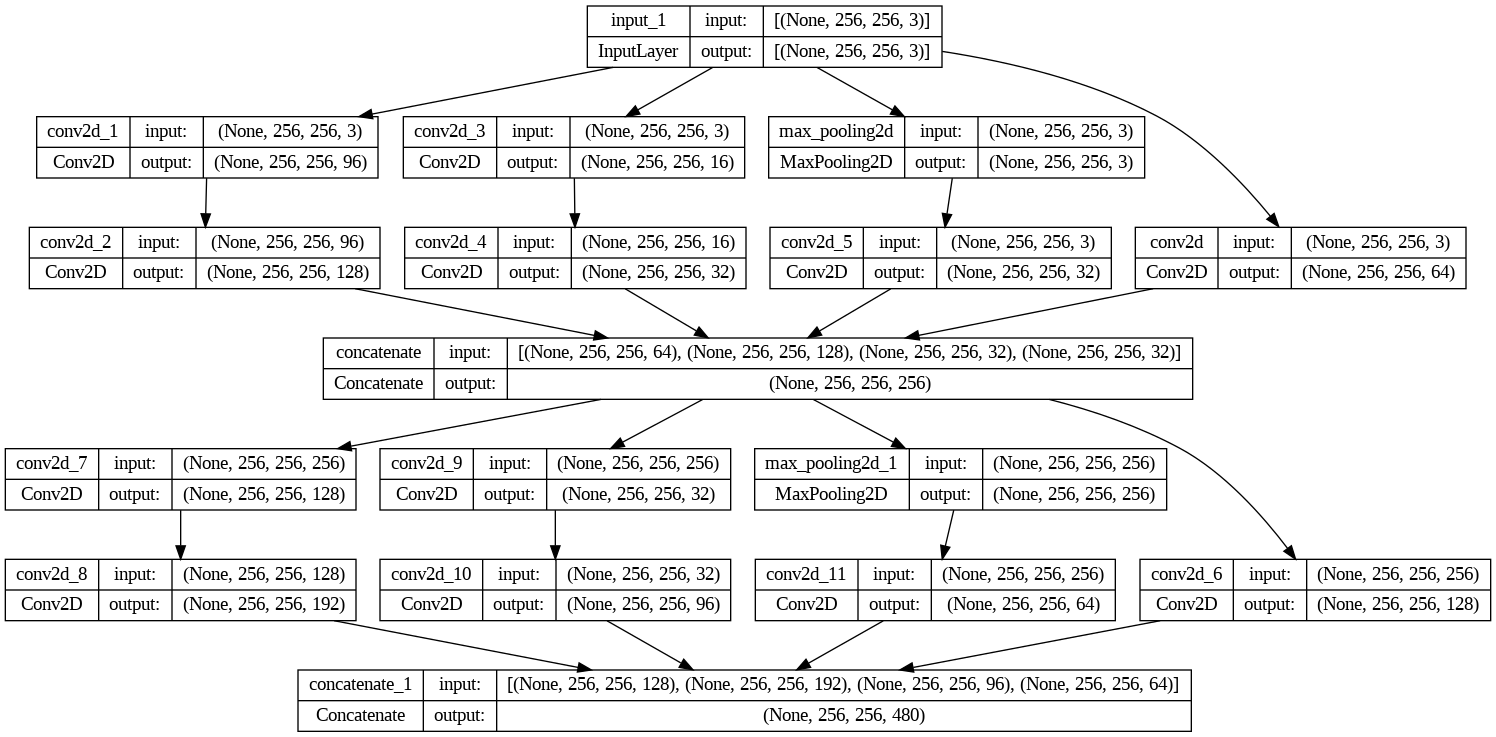 input_1 input: [(None, 256, 256, 3)]
InputLayer output: [(None, 256, 256, 3)]
conv2d_1 input: (None, 256, 256, 3)
Conv2D output: (None, 256, 256, 96)
conv2d_3 input: (None, 256, 256, 3)
Conv2D output: (None, 256, 256, 16)
max_pooling2d input: (None, 256, 256, 3)
MaxPooling2D output: (None, 256, 256, 3)
conv2d_2 input: (None, 256, 256, 96)
Conv2D output: (None, 256, 256, 128)
conv2d_4 input: (None, 256, 256, 16)
Conv2D output: (None, 256, 256, 32)
conv2d_5 input: (None, 256, 256, 3)
Conv2D output: (None, 256, 256, 32)
conv2d input: (None, 256, 256, 3)
Conv2D output: (None, 256, 256, 64)
concatenate input: [(None, 256, 256, 64), (None, 256, 256, 128), (None, 256, 256, 32), (None, 256, 256, 32)]
Concatenate output: (None, 256, 256, 256)
conv2d_7 input: (None, 256, 256, 256)
Conv2D output: (None, 256, 256, 128)
conv2d_9 input: (None, 256, 256, 256)
Conv2D output: (None, 256, 256, 32)
max_pooling2d_1 input: (None, 256, 256, 256)
MaxPooling2D output: (None, 256, 256, 256)
conv2d_8 input: (None, 256, 256, 128)
Conv2D output: (None, 256, 256, 192)
conv2d_10 input: (None, 256, 256, 32)
Conv2D output: (None, 256, 256, 96)
conv2d_11 input: (None, 256, 256, 256)
Conv2D output: (None, 256, 256, 64)
conv2d_6 input: (None, 256, 256, 256)
Conv2D output: (None, 256, 256, 128)
concatenate_1 input: [(None, 256, 256, 128), (None, 256, 256, 192), (None, 256, 256, 96), (None, 256, 256, 64)]
Concatenate output: (None, 256, 256, 480)